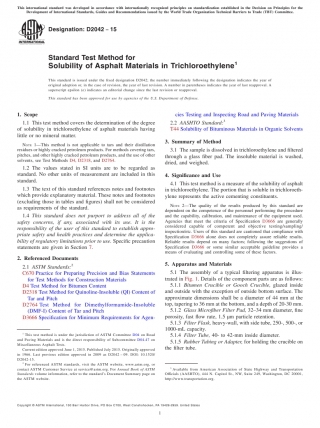 This international standard was developed in accordance with internationally recognized principles on standardization established in the Decision on Principles for the
Development of International Standards, Guides and Recommendations issued by the World Trade Organization Technical Barriers to Trade (TBT) Committee.
Designation: D2042 − 15
Standard Test Method for
Solubility of Asphalt Materials in Trichloroethylene1
This standard is issued under the fixed designation D2042; the number immediately following the designation indicates the year of
original adoption or, in the case of revision, the year of last revision. A number in parentheses indicates the year of last reapproval. A
superscript epsilon (ε) indicates an editorial change since the last revision or reapproval.
This standard has been approved for use by agencies of the U.S. Department of Defense.
1. Scope
1.1 This test method covers the determination of the degree
of solubility in trichloroethylene of asphalt materials having
little or no mineral matter.
NOTE 1—This method is not applicable to tars and their distillation
residues or highly cracked petroleum products. For methods covering tars,
pitches, and other highly cracked petroleum products, and the use of other
solvents, see Test Methods D4, D2318, and D2764.
1.2 The values stated in SI units are to be regarded as
standard. No other units of measurement are included in this
standard.
1.3 The text of this standard references notes and footnotes
which provide explanatory material. These notes and footnotes
(excluding those in tables and figures) shall not be considered
as requirements of the standard.
1.4 This standard does not purport to address all of the
safety concerns, if any, associated with its use. It is the
responsibility of the user of this standard to establish appro-
priate safety and health practices and determine the applica-
bility of regulatory limitations prior to use. Specific precaution
statements are given in Section 7.
2. Referenced Documents
2.1 ASTM Standards:2
C670 Practice for Preparing Precision and Bias Statements
for Test Methods for Construction Materials
D4 Test Method for Bitumen Content
D2318 Test Method for Quinoline-Insoluble (QI) Content of
Tar and Pitch
D2764 Test Method for Dimethylformamide-Insoluble
(DMF-I) Content of Tar and Pitch
D3666 Specification for Minimum Requirements for Agen-
1 This test method is under the jurisdiction of ASTM Committee D04 on Road
and Paving Materials and is the direct responsibility of Subcommittee D04.47 on
Miscellaneous Asphalt Tests.
2 For referenced ASTM standards, visit the ASTM website, www.astm.org, or
contact ASTM Customer Service at service@astm.org. For Annual Book of ASTM
Standards volume information, refer to the standard's Document Summary page on
the ASTM website.
cies Testing and Inspecting Road and Paving Materials
2.2 AASHTO Standard:3
T44 Solubility of Bituminous Materials in Organic Solvents
3. Summary of Method
3.1 The sample is dissolved in trichloroethylene and filtered
through a glass fiber pad. The insoluble material is washed,
dried, and weighed.
4. Significance and Use
4.1 This test method is a measure of the solubility of asphalt
in trichloroethylene. The portion that is soluble in trichloroeth-
ylene represents the active cementing constituents.
NOTE 2—The quality of the results produced by this standard are
dependent on the competence of the personnel performing the procedure
and the capability, calibration, and maintenance of the equipment used.
Agencies that meet the criteria of Specification D3666 are generally
considered capable of competent and objective testing/sampling/
inspection/etc. Users of this standard are cautioned that compliance with
Specification D3666 alone does not completely assure reliable results.
Reliable results depend on many factors; following the suggestions of
Specification D3666 or some similar acceptable guideline provides a
means of evaluating and controlling some of these factors.
5. Apparatus and Materials
5.1 The assembly of a typical filtering apparatus is illus-
trated in Fig. 1. Details of the component parts are as follows:
5.1.1 Bitumen Crucible or Gooch Crucible, glazed inside
and outside with the exception of outside bottom surface. The
approximate dimensions shall be a diameter of 44 mm at the
top, tapering to 36 mm at the bottom, and a depth of 20-30 mm.
5.1.2 Glass Microfiber Filter Pad, 32–34 mm diameter, fine
porosity, fast flow rate, 1.5 μm particle retention.
5.1.3 Filter Flask, heavy-wall, with side tube, 250-, 500-, or
1000-mL capacity.
5.1.4 Filter Tube, 40- to 42-mm inside diameter.
5.1.5 Rubber Tubing or Adapter, for holding the crucible on
the filter tube.
3 Available from American Association of State Highway and Transportation
Officials (AASHTO), 444 N. Capitol St., NW, Suite 249, Washington, DC 20001,
http://www.transportation.org.
1